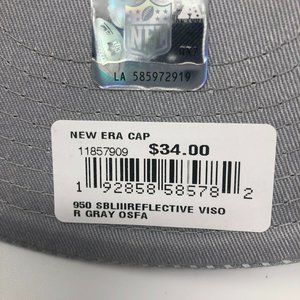 NFL
LA 585972919
NEW ERA CAP
11857909 $34.00
1 92858 58578 2
950 SBLIIIREFLECTIVE VISO
R GRAY OSFA